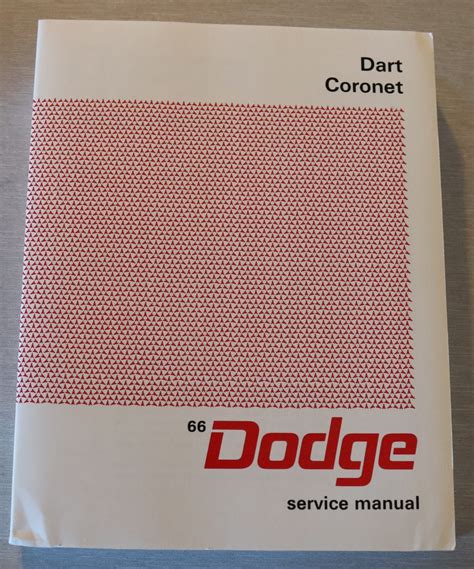 Dart
Coronet
66 Dodge
service manual